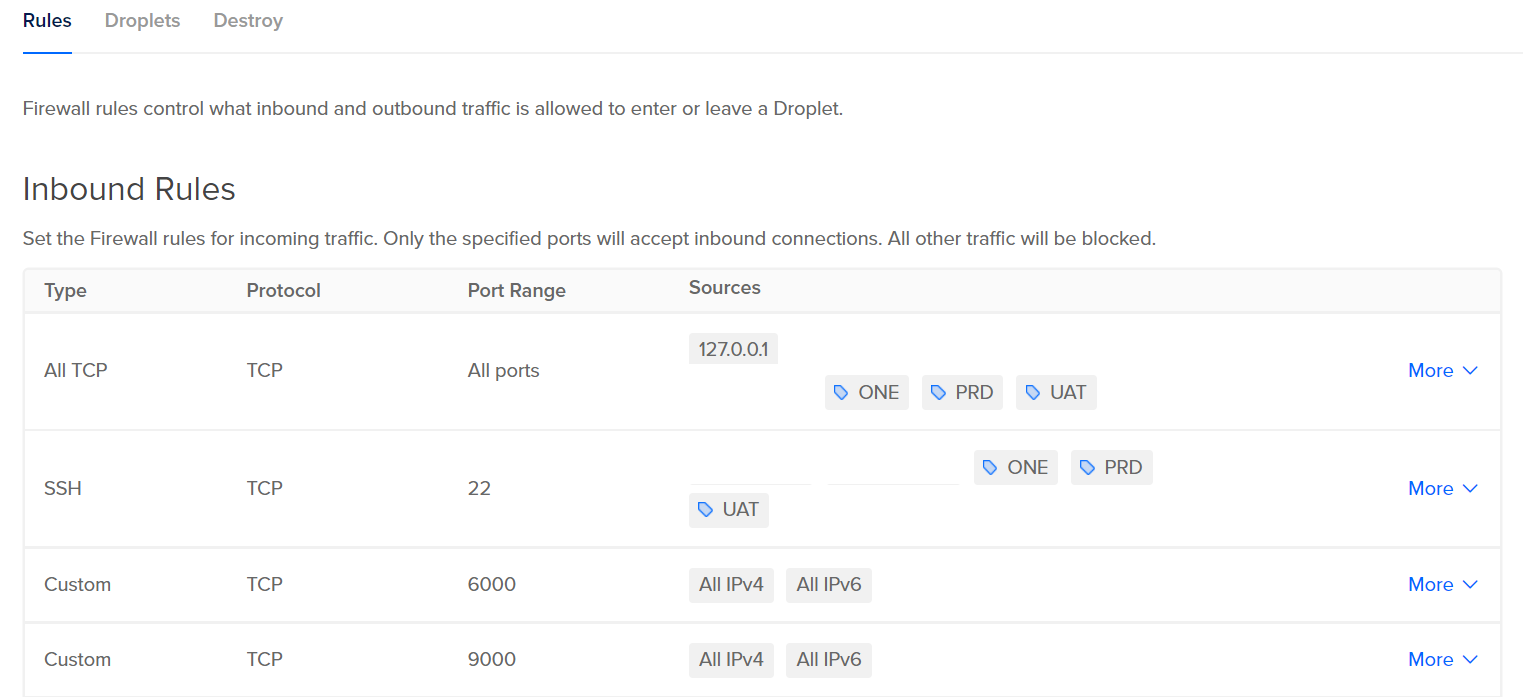 Rules Droplets Destroy
Firewall rules control what inbound and outbound traffic is allowed to enter or leave a Droplet.
Inbound Rules
Set the Firewall rules for incoming traffic. Only the specified ports will accept inbound connections. All other traffic will be blocked.
Type Protocol Port Range Sources
127.0.0.1
All TCP TCP All ports More
ONE PRD UAT
ONE PRD
SSH TCP 22 More
UAT
Custom TCP 6000 All IPv4 All IPv6 More
Custom TCP 9000 All IPv4 All IPv6 More